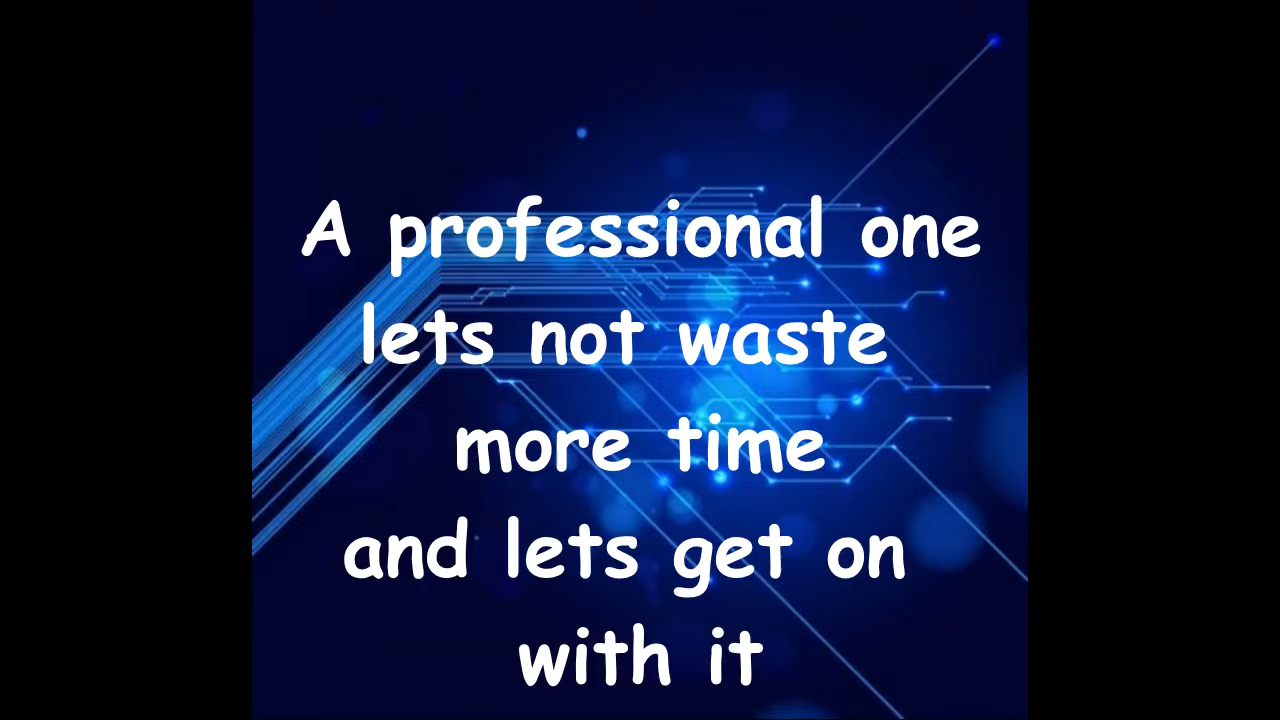 A professional one
lets not waste
more time
and lets get on
with it